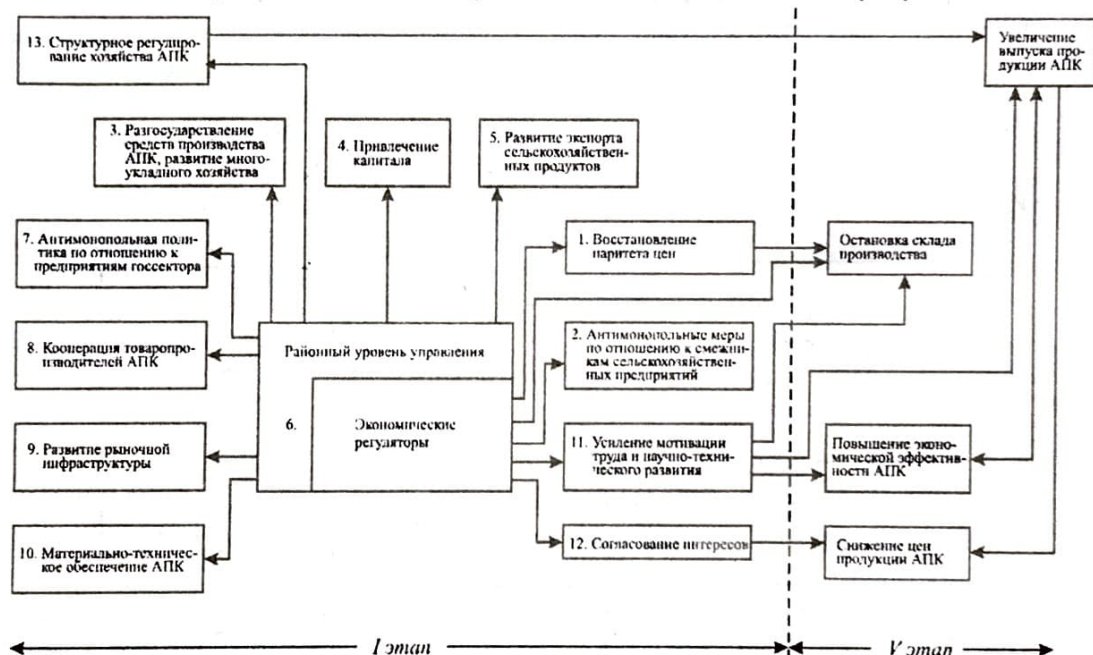 13. Структурное регулиро-
вание хозяйства АПК
Увеличение
выпуска про-
дукции АПК
3. Разгосударствление
средств производства
АПК, развитие много-
укладного хозяйства
4. Привлечение
капитала
5. Развитие экспорта
сельскохозяйствен-
ных продуктов
7. Антимонопольная поли-
тика по отношению к
предприятиям госсектора
1. Восстановление
паритета цен
Остановка склада
производства
8. Кооперация товаропро-
изводителей АПК
Районный уровень управления
2. Антимонопольные меры
по отношению к смежни-
кам сельскохозяйствен-
ных предприятий
6.
Экономические
регуляторы
9. Развитие рыночной
инфраструктуры
11. Усиление мотивации
труда и научно-техни-
ческого развития
Повышение эконо-
мической эффектив-
ности АПК
10. Материально-техничес-
кое обеспечение АПК
12. Согласование интересов
Снижение цен
продукции АПК
I этап
V этап